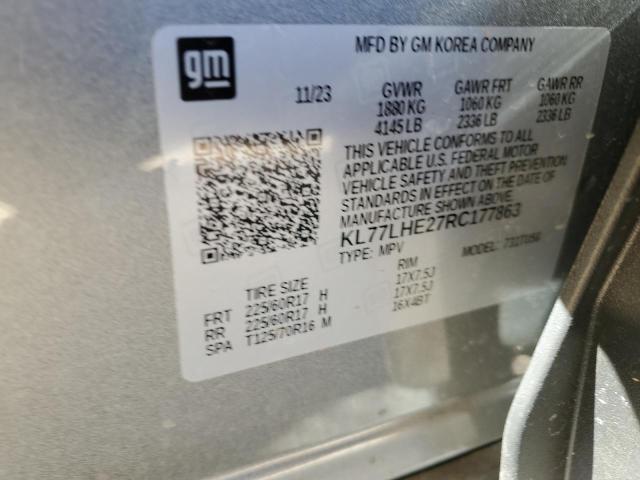 gm
MFD BY GM KOREA COMPANY
11/23
GVWR GAWR FRT GAWR RR
1880 KG 1060 KG 1060 KG
4145 LB 2336 LB 2336 LB
THIS VEHICLE CONFORMS TO ALL
APPLICABLE U.S. FEDERAL MOTOR
VEHICLE SAFETY AND THEFT PREVENTION
STANDARDS IN EFFECT ON THE DATE OF
MANUFACTURE SHOWN ABOVE.
KL77LHE27RC177863
TYPE: MPV MODEL:
TIRE SIZE RIM
FRT 225/60R17 H 17X7.5J
RR 225/60R17 H 17X7.5J
SPA T125/70R16 M 16X4BT